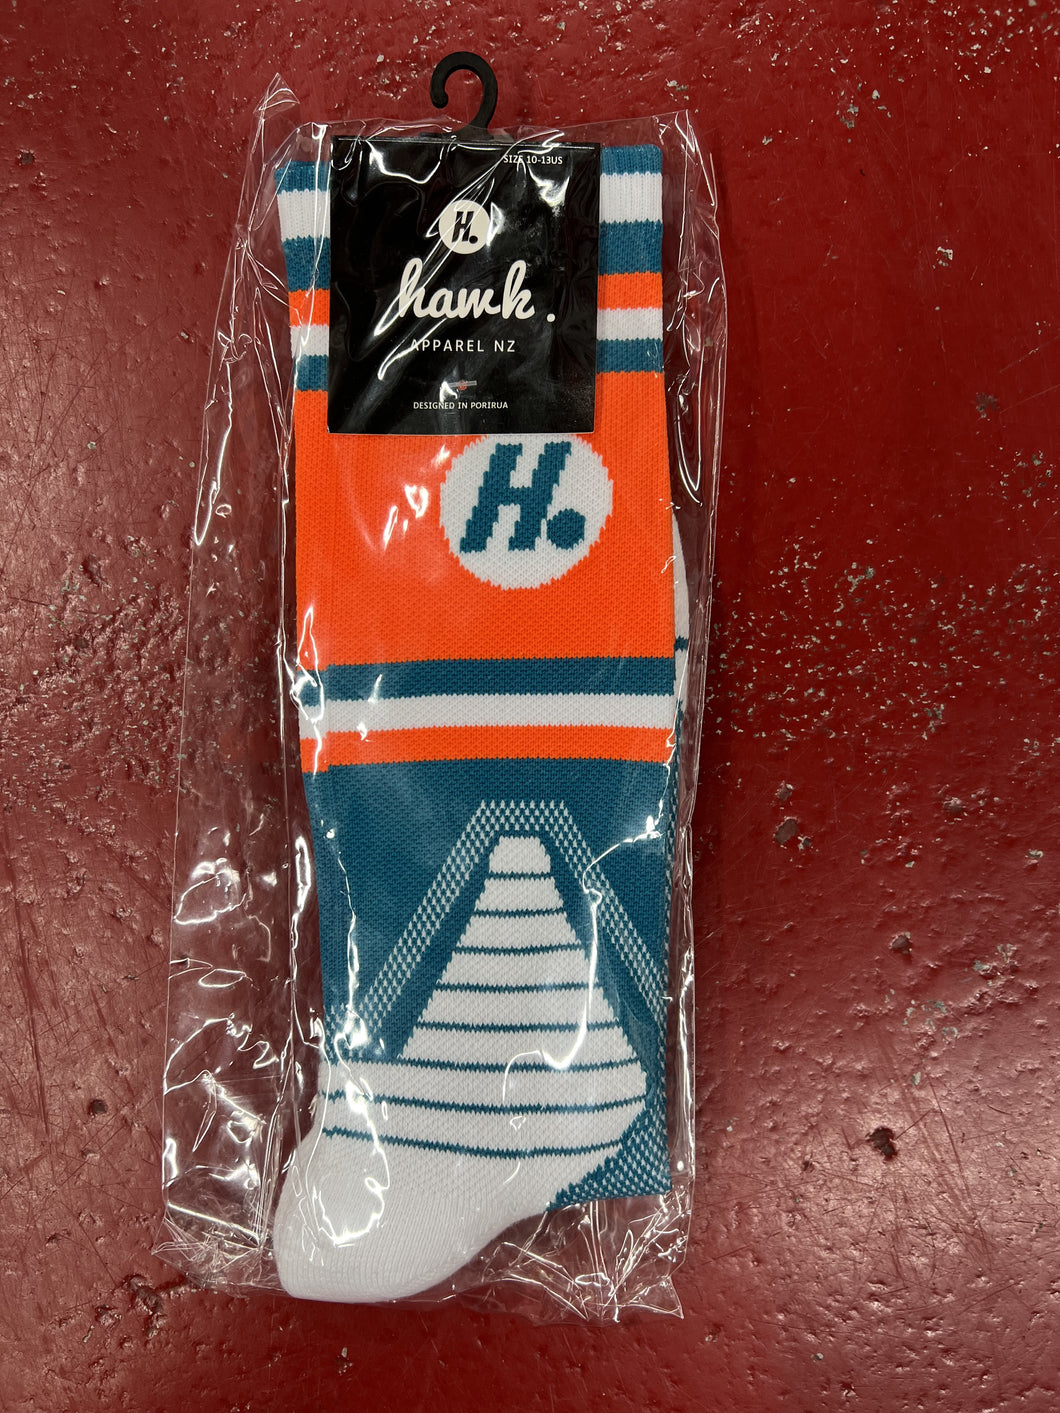 SIZE 10-13US
H.
hawk.
APPAREL NZ
DESIGNED IN PORIRUA
H.